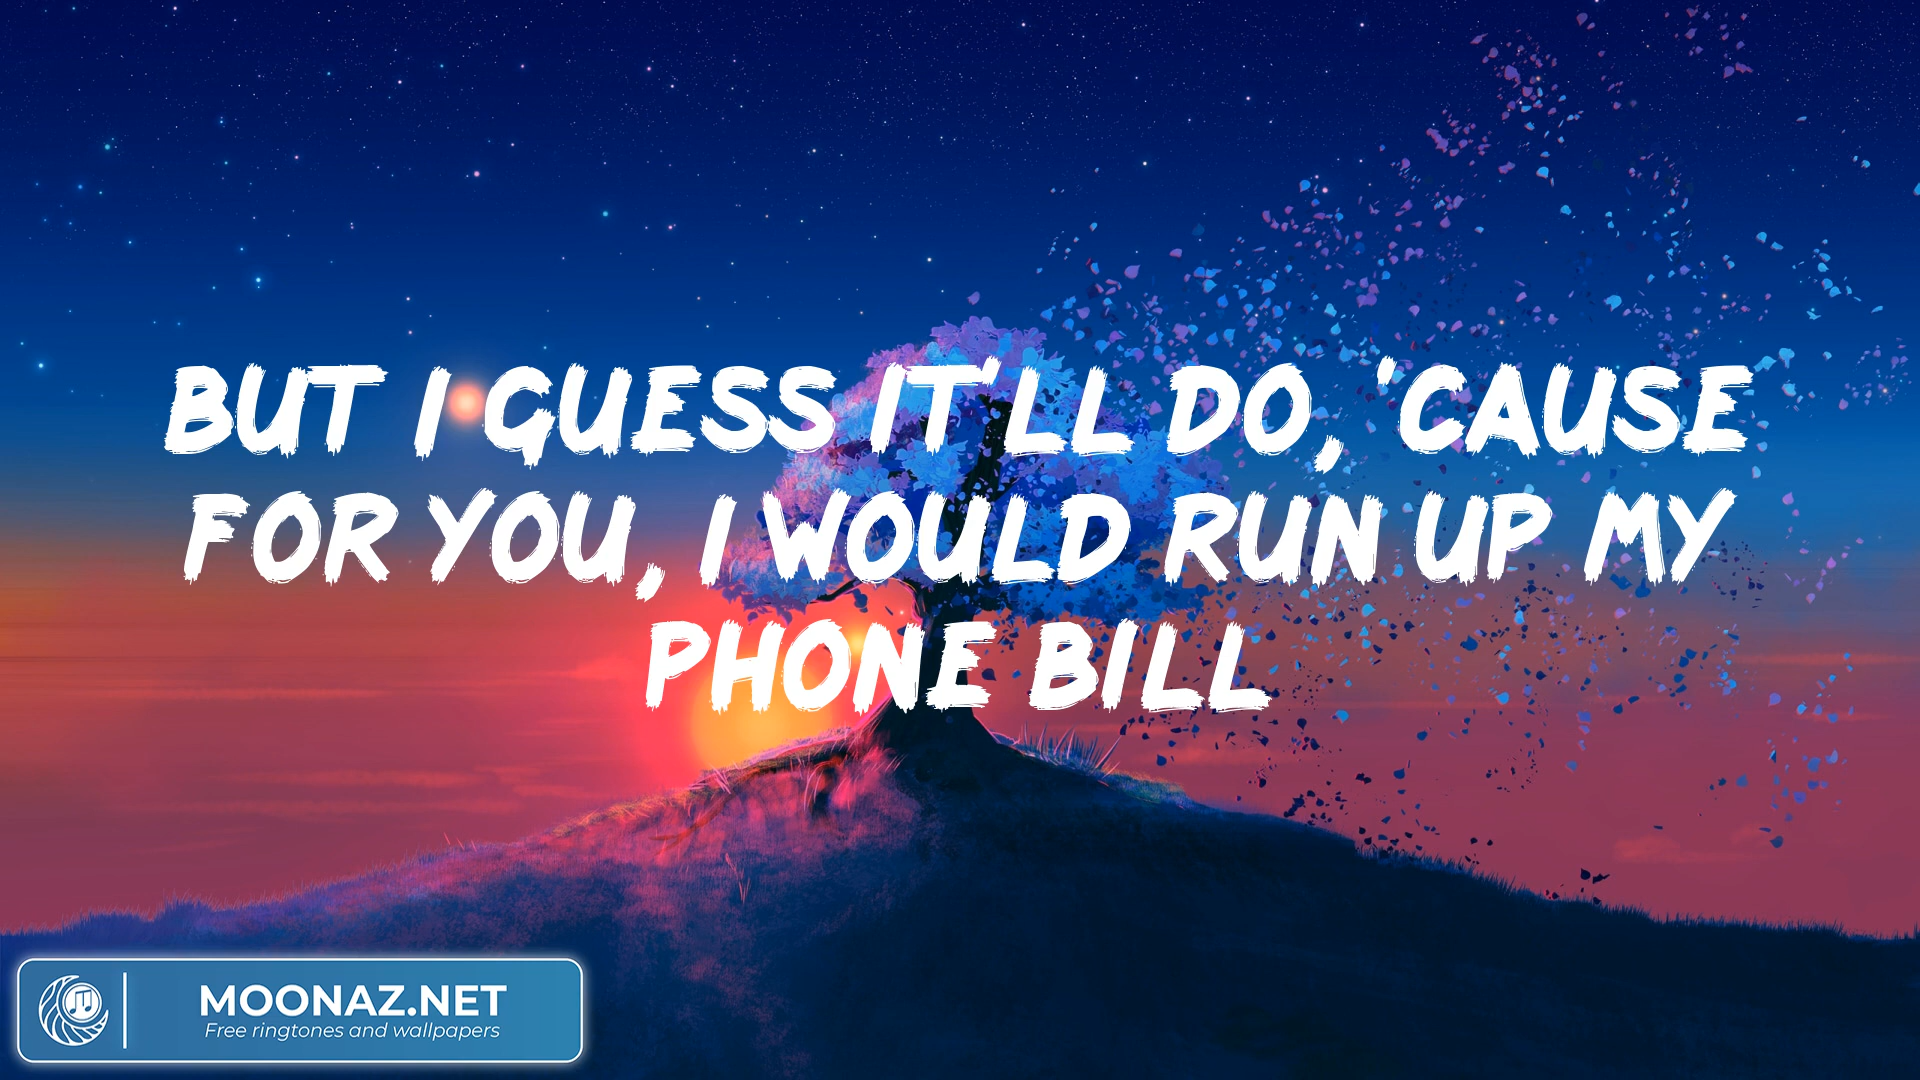 BUT I GUESS IT'LL DO, 'CAUSE
FOR YOU, I WOULD RUN UP MY
PHONE BILL
MOONAZ.NET
Free ringtones and wallpapers